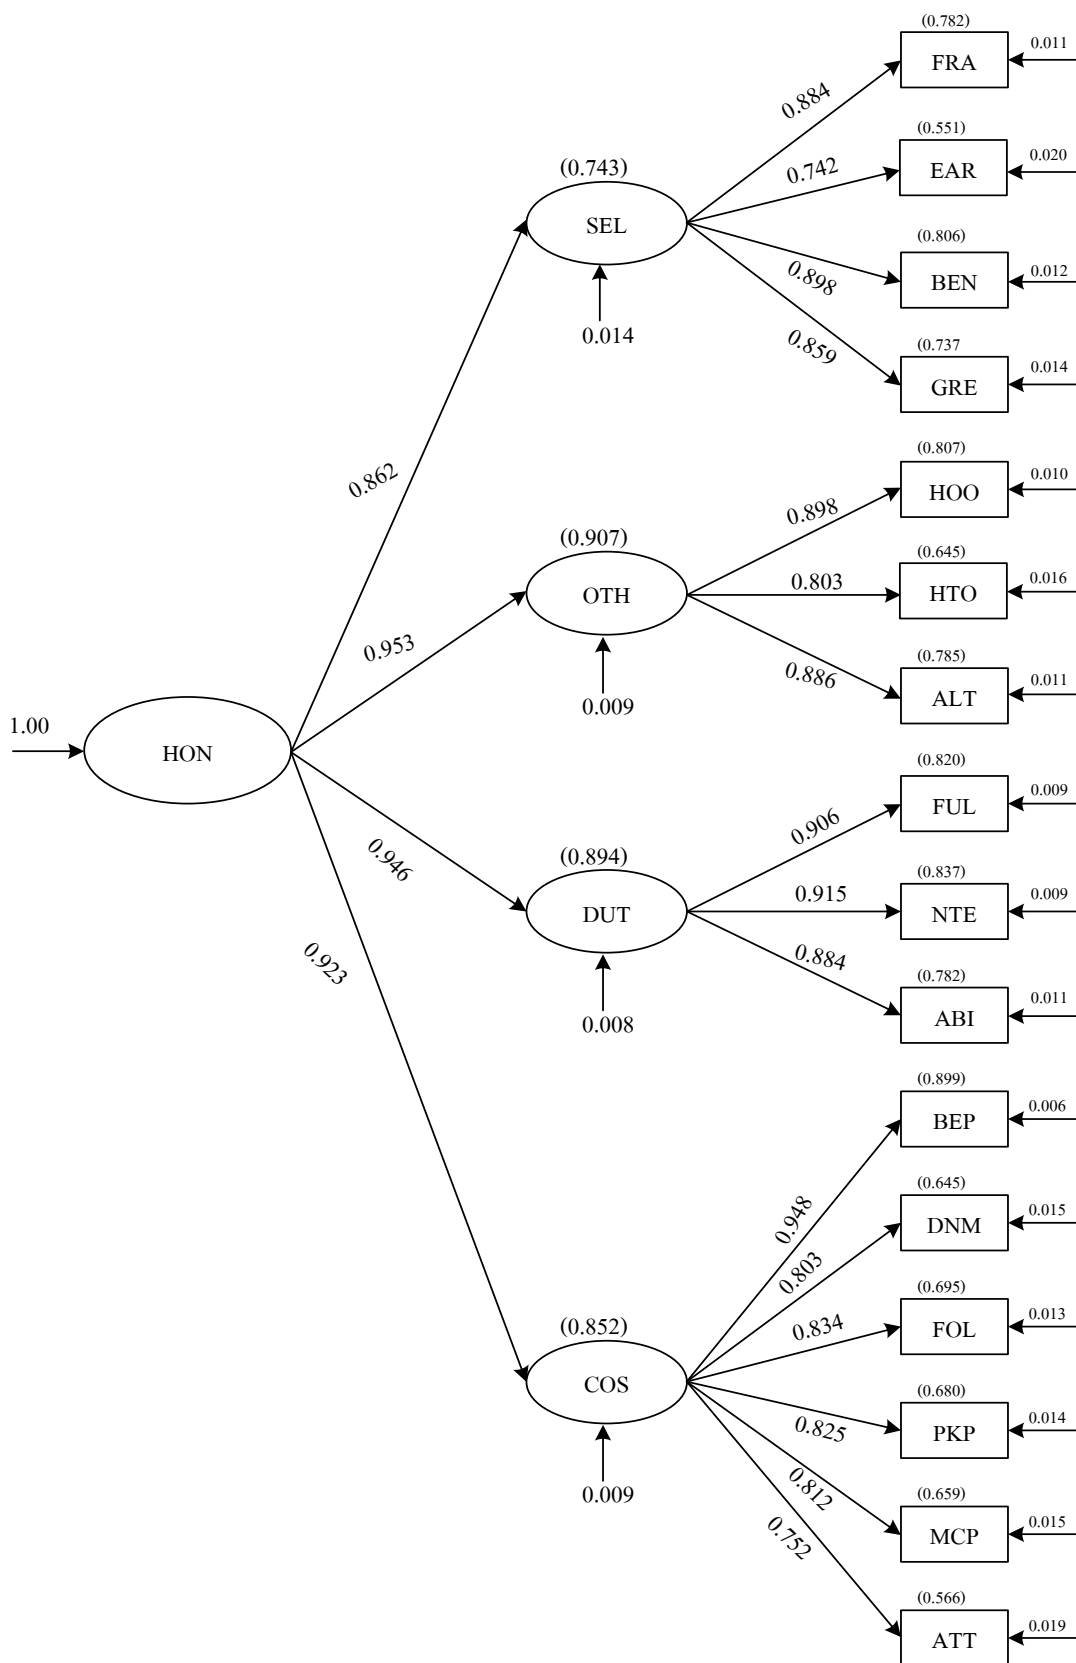 (0.782)
FRA
0.011
0.884
(0.551)
EAR
0.020
0.742
(0.743)
SEL
0.014
(0.806)
BEN
0.012
0.898
(0.737
GRE
0.014
0.859
0.862
(0.807)
HOO
0.010
0.898
(0.907)
OTH
0.009
(0.645)
HTO
0.016
0.803
0.953
(0.785)
ALT
0.011
0.886
1.00
HON
(0.820)
FUL
0.009
0.906
0.946
(0.894)
DUT
0.008
(0.837)
NTE
0.009
0.915
(0.782)
ABI
0.011
0.884
0.923
(0.899)
BEP
0.006
0.948
(0.645)
DNM
0.015
0.803
(0.852)
COS
0.009
(0.695)
FOL
0.013
0.834
(0.680)
PKP
0.014
0.825
(0.659)
MCP
0.015
0.812
(0.566)
ATT
0.019
0.752